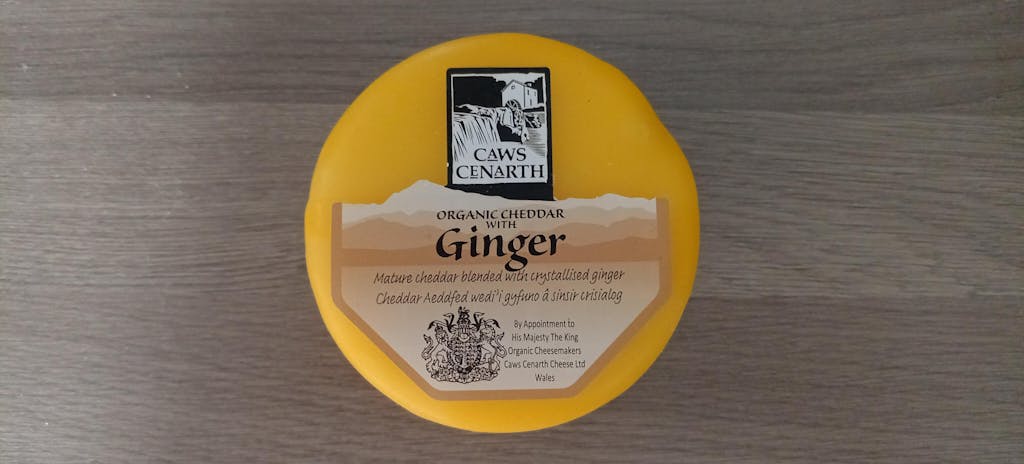 CAWS
CENARTH
ORGANIC CHEDDAR
WITH
Ginger
Mature cheddar blended with crystallised ginger
Cheddar Aeddfed wedi'i gyfuno â sinsir crisialog
By Appointment to
His Majesty The King
Organic Cheesemakers
Caws Cenarth Cheese Ltd
Wales